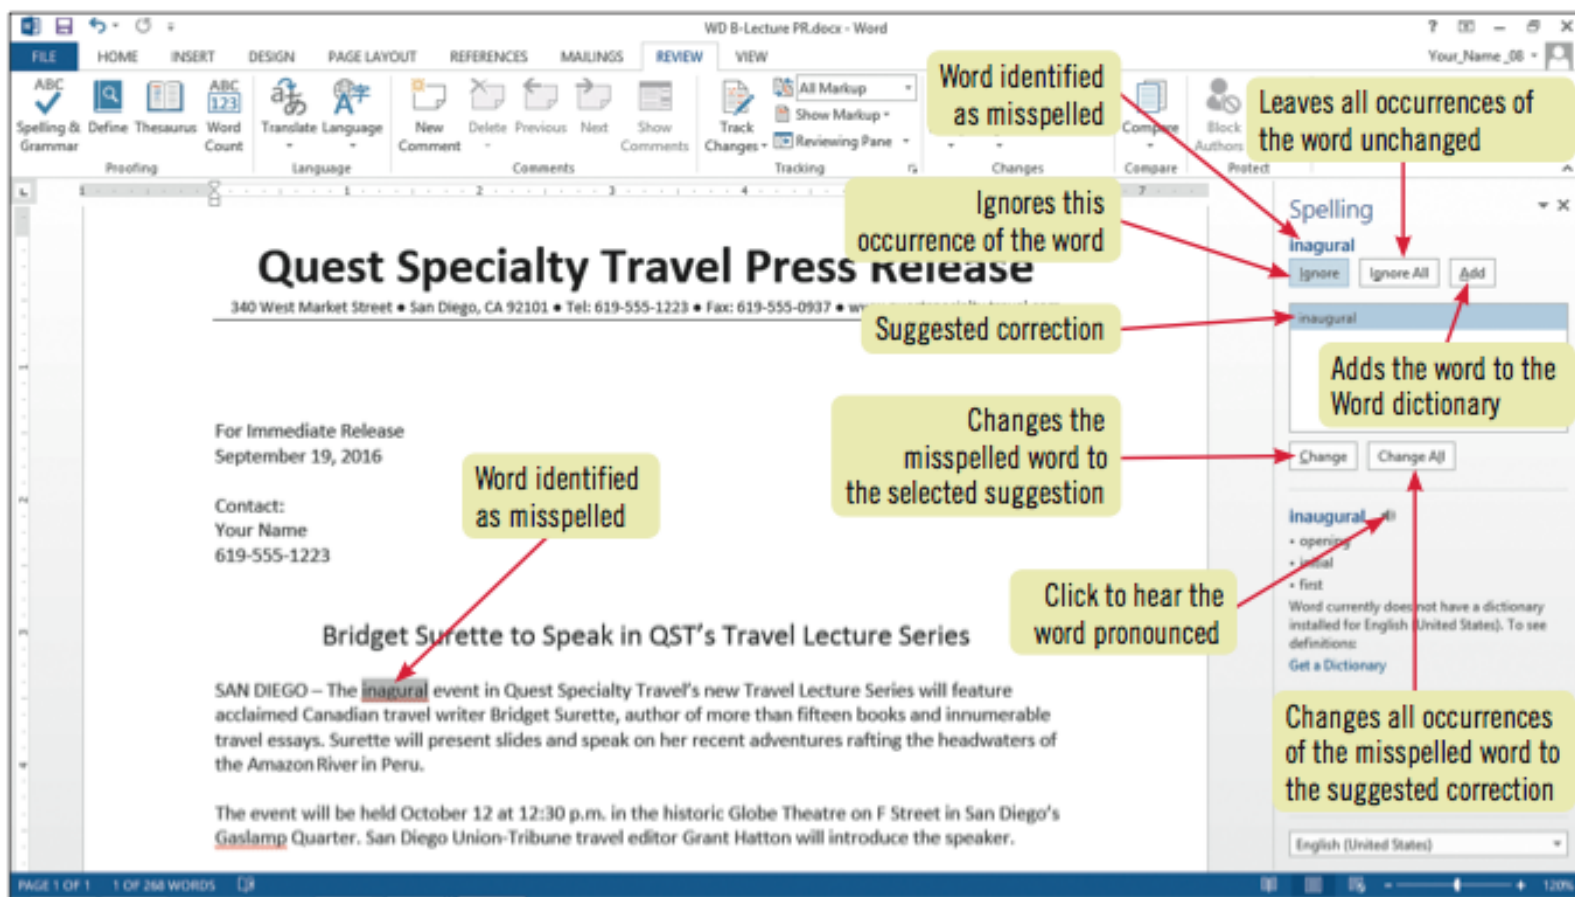 WD B-Lecture PR.docx - Word
?
FILE HOME INSERT DESIGN PAGE LAYOUT REFERENCES MAILINGS REVIEW VIEW
Your_Name_08
ABC
Spelling & Grammar
Define
Thesaurus
ABC 123
Word Count
Translate
Language
New Comment
Delete
Previous
Next
Show Comments
Track Changes
All Markup
Show Markup
Reviewing Pane
Compare
Block Authors
Proofing
Language
Comments
Tracking
Changes
Compare
Protect
Word identified
as misspelled
Leaves all occurrences of
the word unchanged
1 1 2 3 4 7
Ignores this
occurrence of the word
Spelling
inagural
Ignore Ignore All Add
Quest Specialty Travel Press Release
340 West Market Street ● San Diego, CA 92101 ● Tel: 619-555-1223 ● Fax: 619-555-0937 ●
Suggested correction
inaugural
Adds the word to the
Word dictionary
Changes the
misspelled word to
the selected suggestion
Change Change All
For Immediate Release
September 19, 2016
Word identified
as misspelled
Contact:
Your Name
619-555-1223
inaugural
• opening
• initial
• first
Word currently does not have a dictionary
installed for English (United States). To see
definitions:
Get a Dictionary
Click to hear the
word pronounced
Bridget Surette to Speak in QST's Travel Lecture Series
SAN DIEGO – The inagural event in Quest Specialty Travel's new Travel Lecture Series will feature
acclaimed Canadian travel writer Bridget Surette, author of more than fifteen books and innumerable
travel essays. Surette will present slides and speak on her recent adventures rafting the headwaters of
the Amazon River in Peru.
Changes all occurrences
of the misspelled word to
the suggested correction
The event will be held October 12 at 12:30 p.m. in the historic Globe Theatre on F Street in San Diego's
Gaslamp Quarter. San Diego Union-Tribune travel editor Grant Hatton will introduce the speaker.
English (United States)
PAGE 1 OF 1 1 OF 268 WORDS
120%